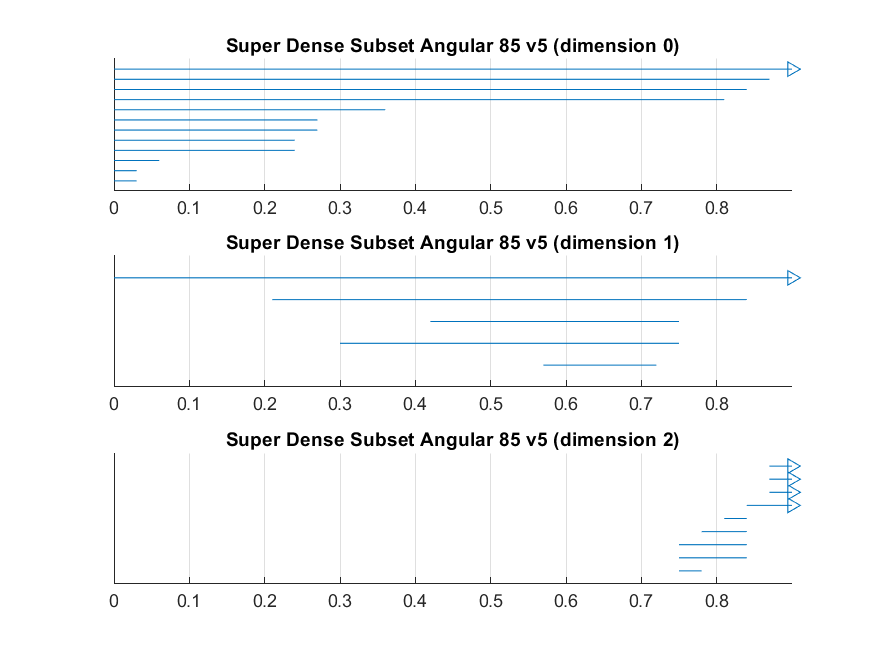 Super Dense Subset Angular 85 v5 (dimension 0)
0 0.1 0.2 0.3 0.4 0.5 0.6 0.7 0.8
Super Dense Subset Angular 85 v5 (dimension 1)
0 0.1 0.2 0.3 0.4 0.5 0.6 0.7 0.8
Super Dense Subset Angular 85 v5 (dimension 2)
0 0.1 0.2 0.3 0.4 0.5 0.6 0.7 0.8